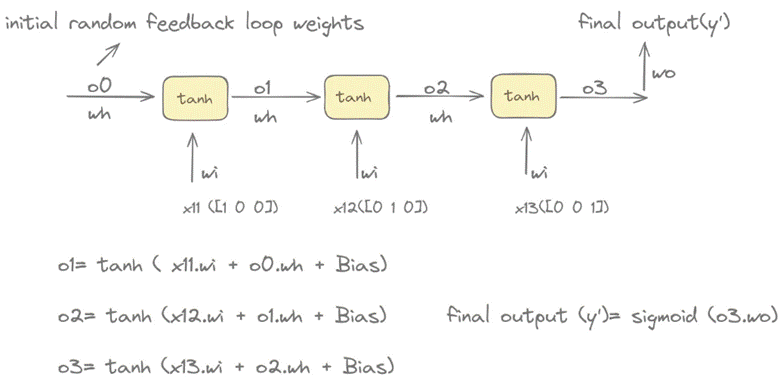 initial random feedback loop weights
final output(y')
o0
o1
o2
o3
wo
tanh
tanh
tanh
wh
wh
wh
wi
wi
wi
x11 ([1 0 0])
x12([0 1 0])
x13([0 0 1])
o1= tanh ( x11.wi + o0.wh + Bias)
o2= tanh (x12.wi + o1.wh + Bias)
final output (y')= sigmoid (o3.wo)
o3= tanh (x13.wi + o2.wh + Bias)